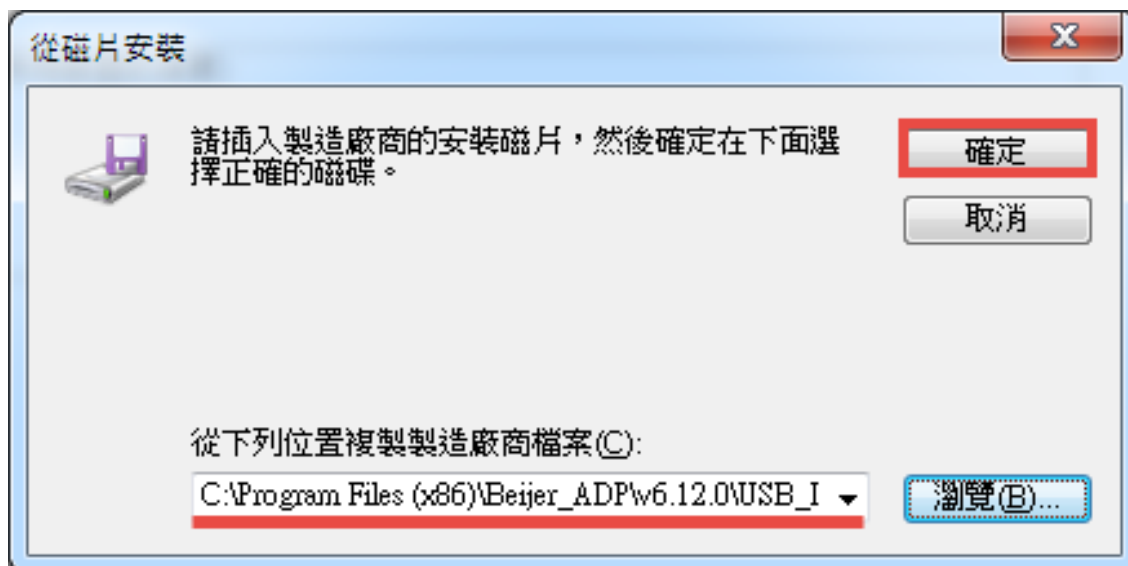 從磁片安裝
請插入製造廠商的安裝磁片，然後確定在下面選
擇正確的磁碟。
確定
取消
從下列位置複製製造廠商檔案(C):
C:\Program Files (x86)\Beijer_ADP\v6.12.0\USB_I
瀏覽(B)...